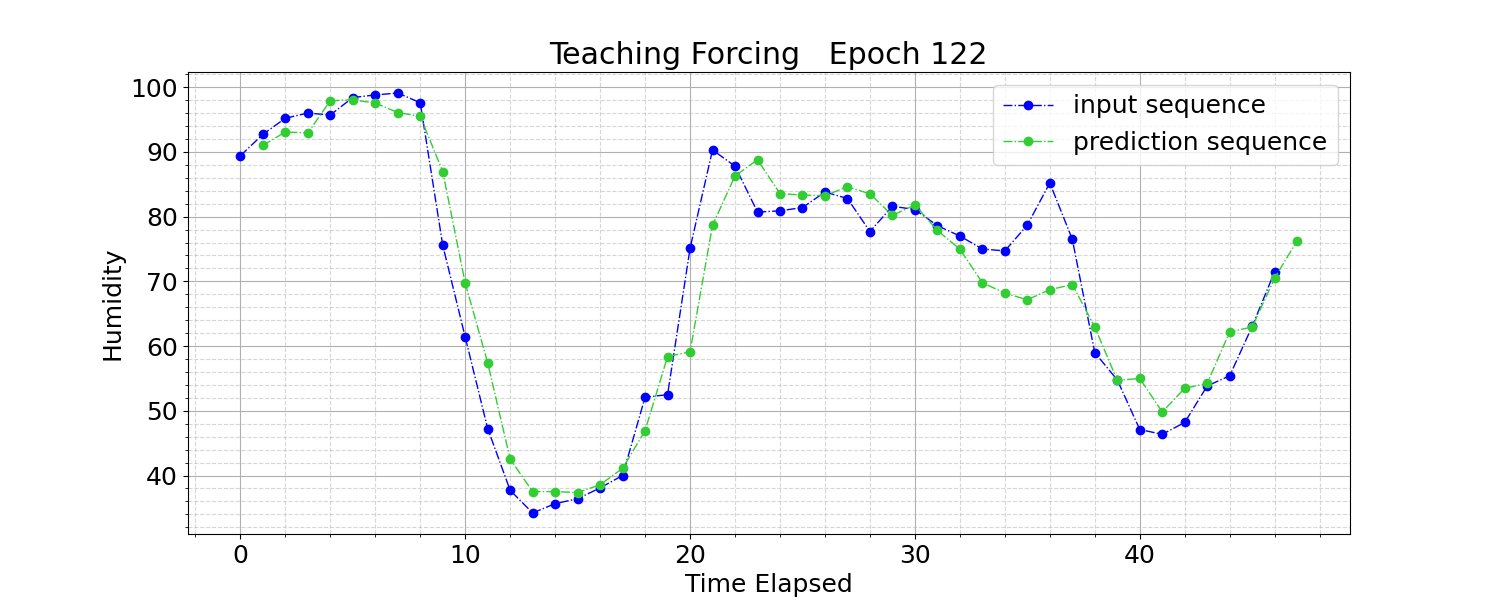 Teaching Forcing   Epoch 122
100
90
80
70
60
50
40
Humidity
input sequence
prediction sequence
0 10 20 30 40
Time Elapsed